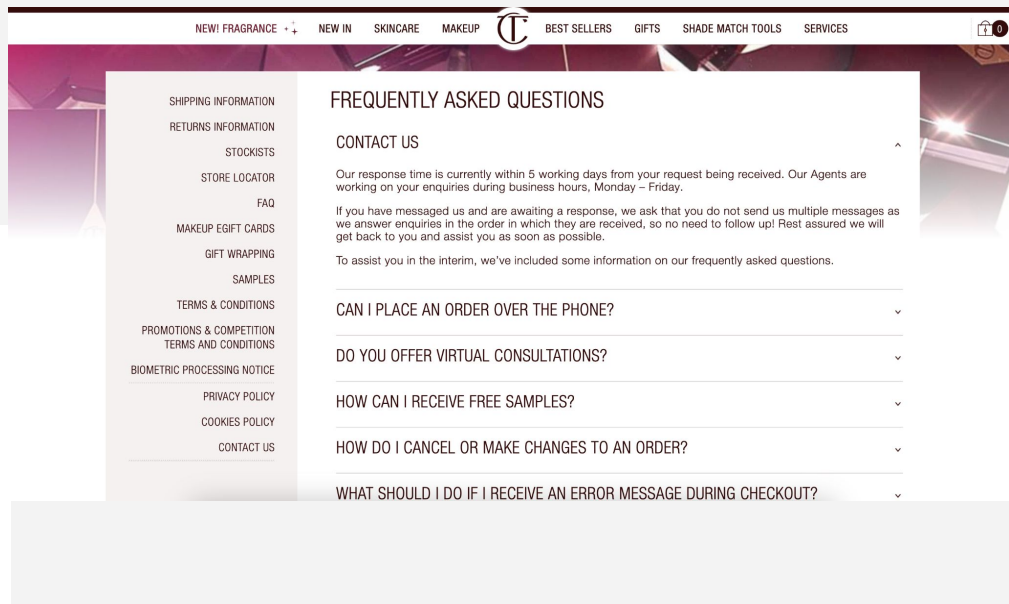 NEW! FRAGRANCE
NEW IN
SKINCARE
MAKEUP
CT
BEST SELLERS
GIFTS
SHADE MATCH TOOLS
SERVICES
0
SHIPPING INFORMATION
RETURNS INFORMATION
STOCKISTS
STORE LOCATOR
FAQ
MAKEUP EGIFT CARDS
GIFT WRAPPING
SAMPLES
TERMS & CONDITIONS
PROMOTIONS & COMPETITION
TERMS AND CONDITIONS
BIOMETRIC PROCESSING NOTICE
PRIVACY POLICY
COOKIES POLICY
CONTACT US
FREQUENTLY ASKED QUESTIONS
CONTACT US
Our response time is currently within 5 working days from your request being received. Our Agents are
working on your enquiries during business hours, Monday – Friday.
If you have messaged us and are awaiting a response, we ask that you do not send us multiple messages as
we answer enquiries in the order in which they are received, so no need to follow up! Rest assured we will
get back to you and assist you as soon as possible.
To assist you in the interim, we've included some information on our frequently asked questions.
CAN I PLACE AN ORDER OVER THE PHONE?
DO YOU OFFER VIRTUAL CONSULTATIONS?
HOW CAN I RECEIVE FREE SAMPLES?
HOW DO I CANCEL OR MAKE CHANGES TO AN ORDER?
WHAT SHOULD I DO IF I RECEIVE AN ERROR MESSAGE DURING CHECKOUT?